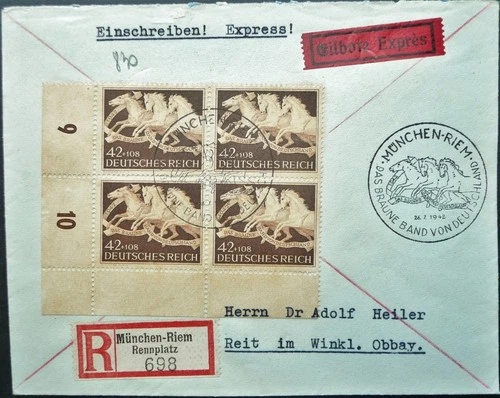 Einschreiben! Express!
Eilbote Exprès
830
9
10
42+108
DEUTSCHES REICH
42+108
DEUTSCHES REICH
42+108
DEUTSCHES REICH
42+108
DEUTSCHES REICH
MÜNCHEN-RIEM
DAS BRAUNE BAND VON DEUTSCHLAND
26.7.1942
Herrn Dr Adolf Heiler
Reit im Winkl. Obbay.
R München-Riem
Rennplatz
698